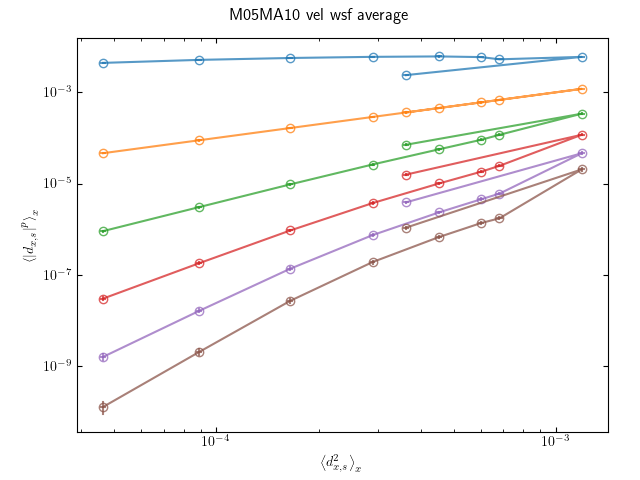 M05MA10 vel wsf average
10⁻³
10⁻⁵
10⁻⁷
10⁻⁹
⟨|d_{x,s}|^p⟩_x
10⁻⁴ 10⁻³
⟨d²_{x,s}⟩_x